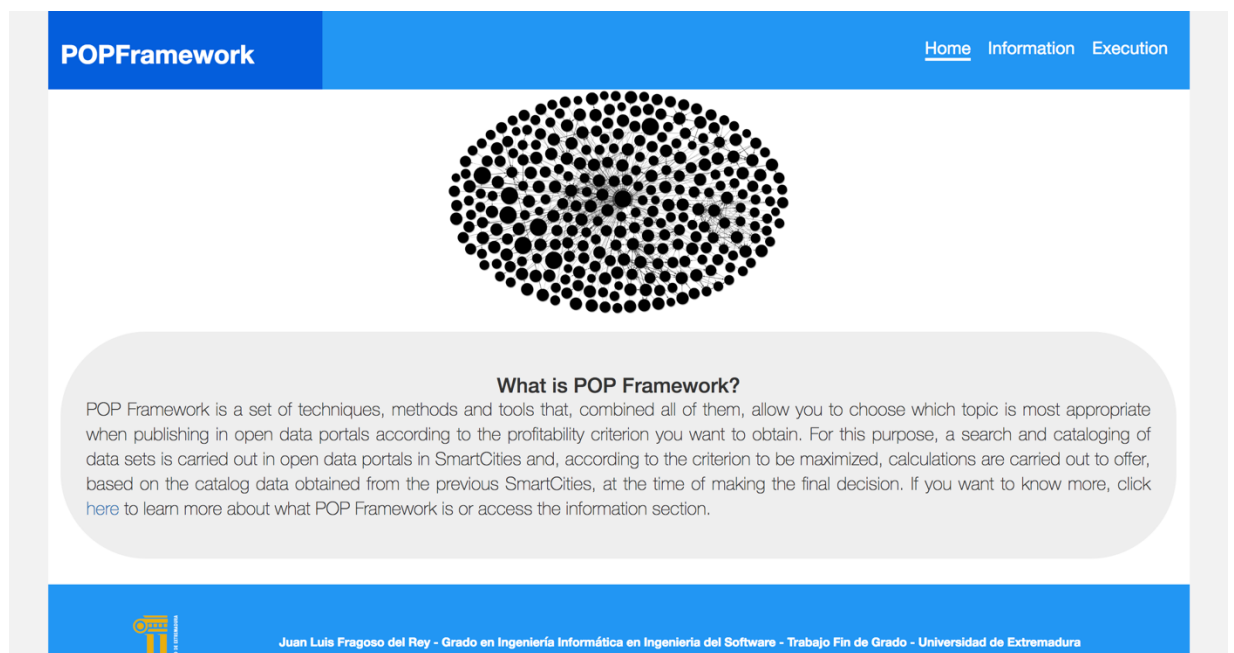 POPFramework
Home Information Execution
What is POP Framework?
POP Framework is a set of techniques, methods and tools that, combined all of them, allow you to choose which topic is most appropriate
when publishing in open data portals according to the profitability criterion you want to obtain. For this purpose, a search and cataloging of
data sets is carried out in open data portals in SmartCities and, according to the criterion to be maximized, calculations are carried out to offer,
based on the catalog data obtained from the previous SmartCities, at the time of making the final decision. If you want to know more, click
here to learn more about what POP Framework is or access the information section.
Juan Luis Fragoso del Rey - Grado en Ingeniería Informática en Ingenieria del Software - Trabajo Fin de Grado - Universidad de Extremadura